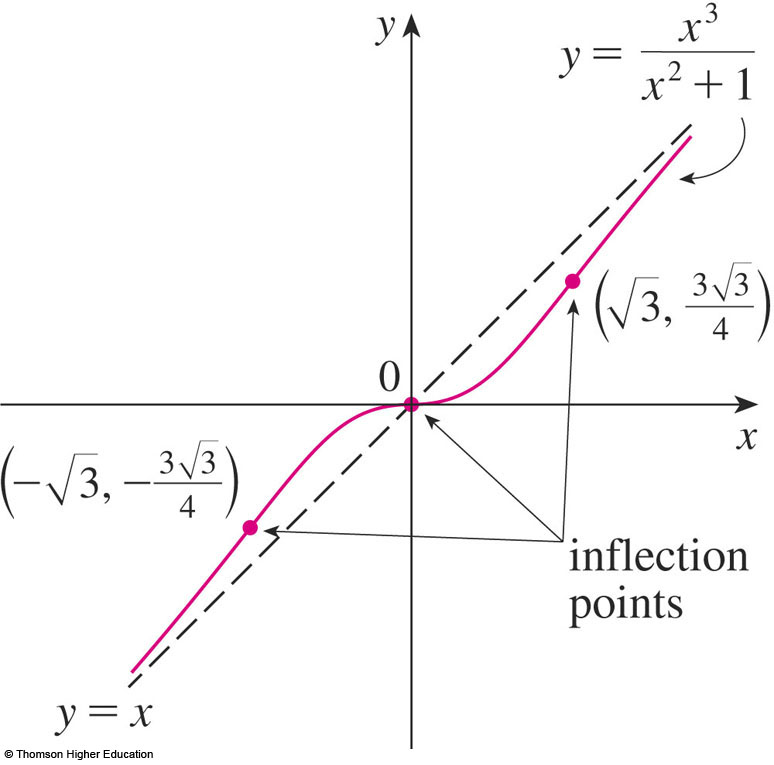 y
y = x³/(x² + 1)
(√3, 3√3/4)
0
x
(−√3, −3√3/4)
inflection
points
y = x
© Thomson Higher Education